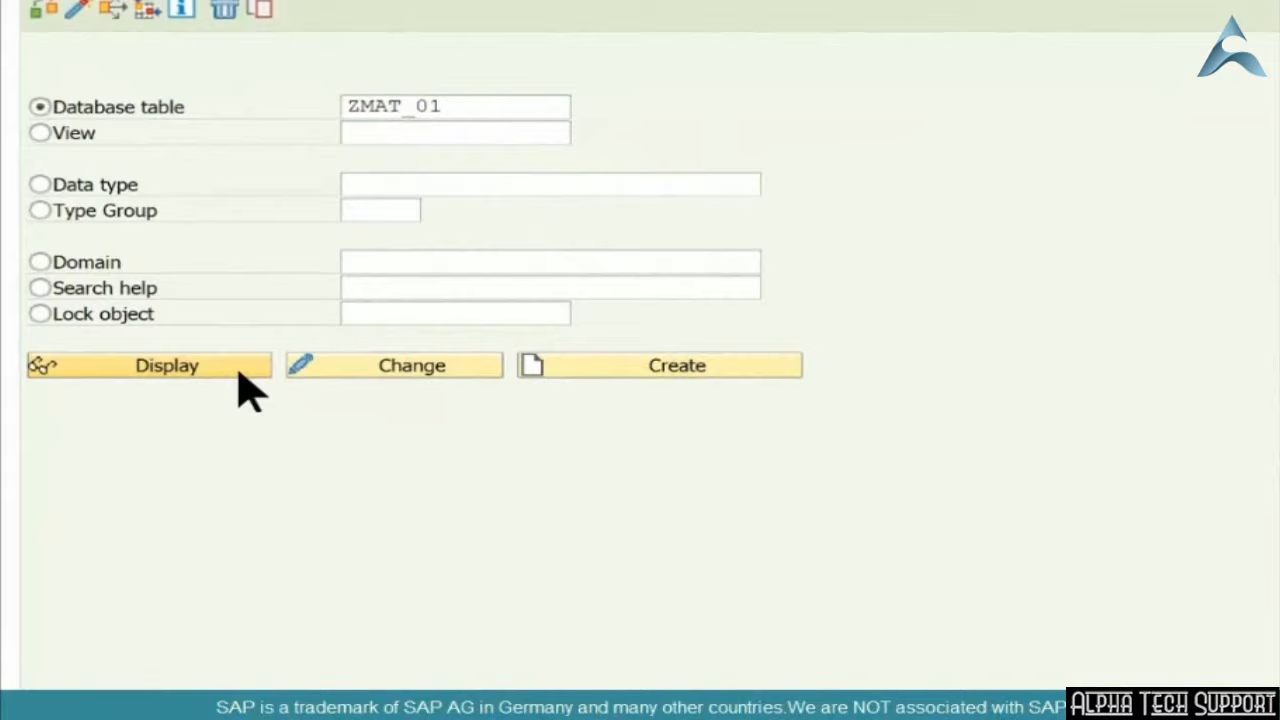 Database table ZMAT_01
View
Data type
Type Group
Domain
Search help
Lock object
Display Change Create
SAP is a trademark of SAP AG in Germany and many other countries.We are NOT associated with SAP
ALPHA TECH SUPPORT